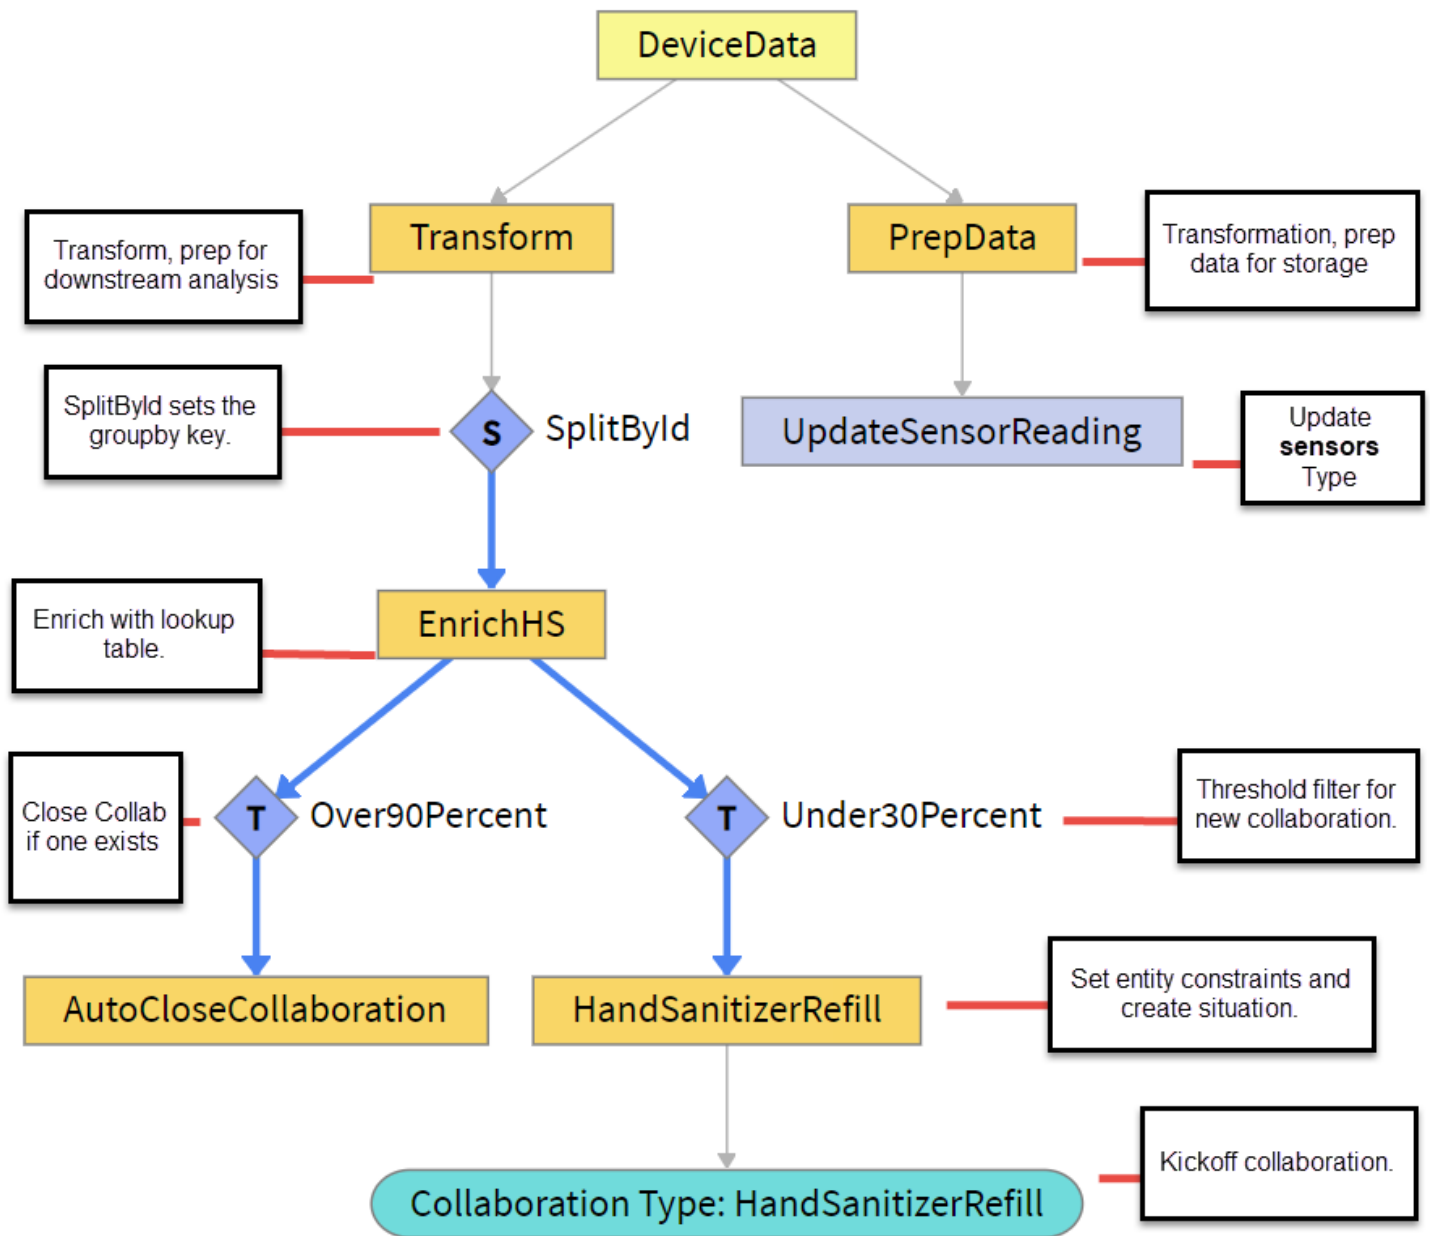 DeviceData
Transform, prep for
downstream analysis
Transform
PrepData
Transformation, prep
data for storage
SplitById sets the
groupby key.
S
SplitById
UpdateSensorReading
Update
sensors
Type
Enrich with lookup
table.
EnrichHS
Close Collab
if one exists
T
Over90Percent
T
Under30Percent
Threshold filter for
new collaboration.
AutoCloseCollaboration
HandSanitizerRefill
Set entity constraints and
create situation.
Collaboration Type: HandSanitizerRefill
Kickoff collaboration.